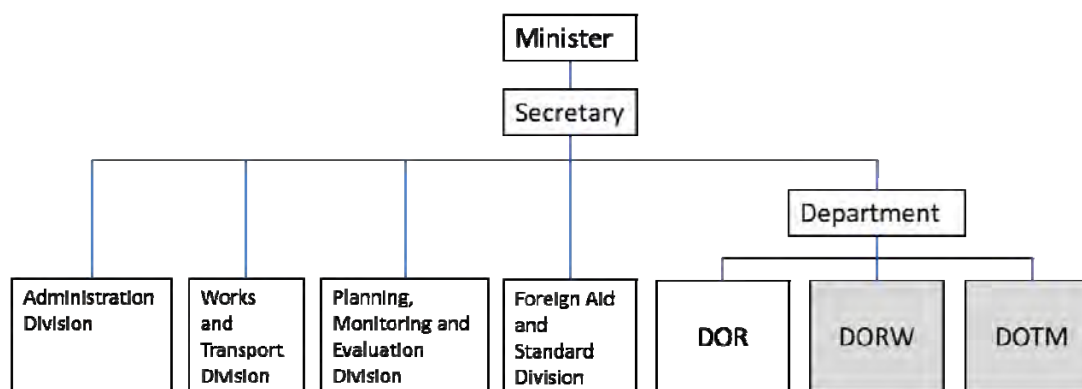 Minister
Secretary
Department
Administration
Division
Works
and
Transport
Division
Planning,
Monitoring and
Evaluation
Division
Foreign Aid
and
Standard
Division
DOR
DORW
DOTM